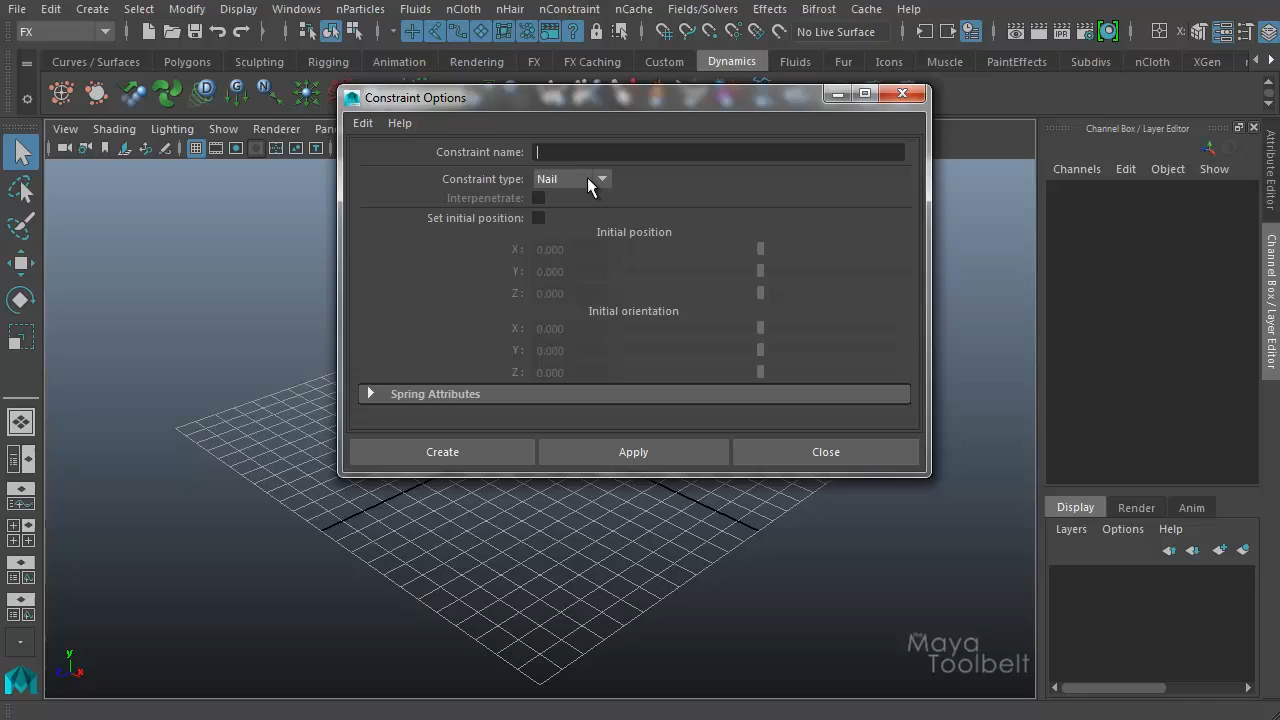 File Edit Create Select Modify Display Windows nParticles Fluids nCloth nHair nConstraint nCache Fields/Solvers Effects Bifrost Cache Help
FX No Live Surface X:
Curves / Surfaces Polygons Sculpting Rigging Animation Rendering FX FX Caching Custom Dynamics Fluids Fur Icons Muscle PaintEffects Subdivs nCloth XGen
Constraint Options
View Shading Lighting Show Renderer Pan
Edit Help
Channel Box / Layer Editor
Channels Edit Object Show
Constraint name:
Constraint type: Nail
Interpenetrate:
Set initial position:
Initial position
X: 0.000
Y: 0.000
Z: 0.000
Initial orientation
X: 0.000
Y: 0.000
Z: 0.000
Spring Attributes
Create Apply Close
Attribute Editor
Channel Box / Layer Editor
Display Render Anim
Layers Options Help
y
z x
the
Maya
Toolbelt